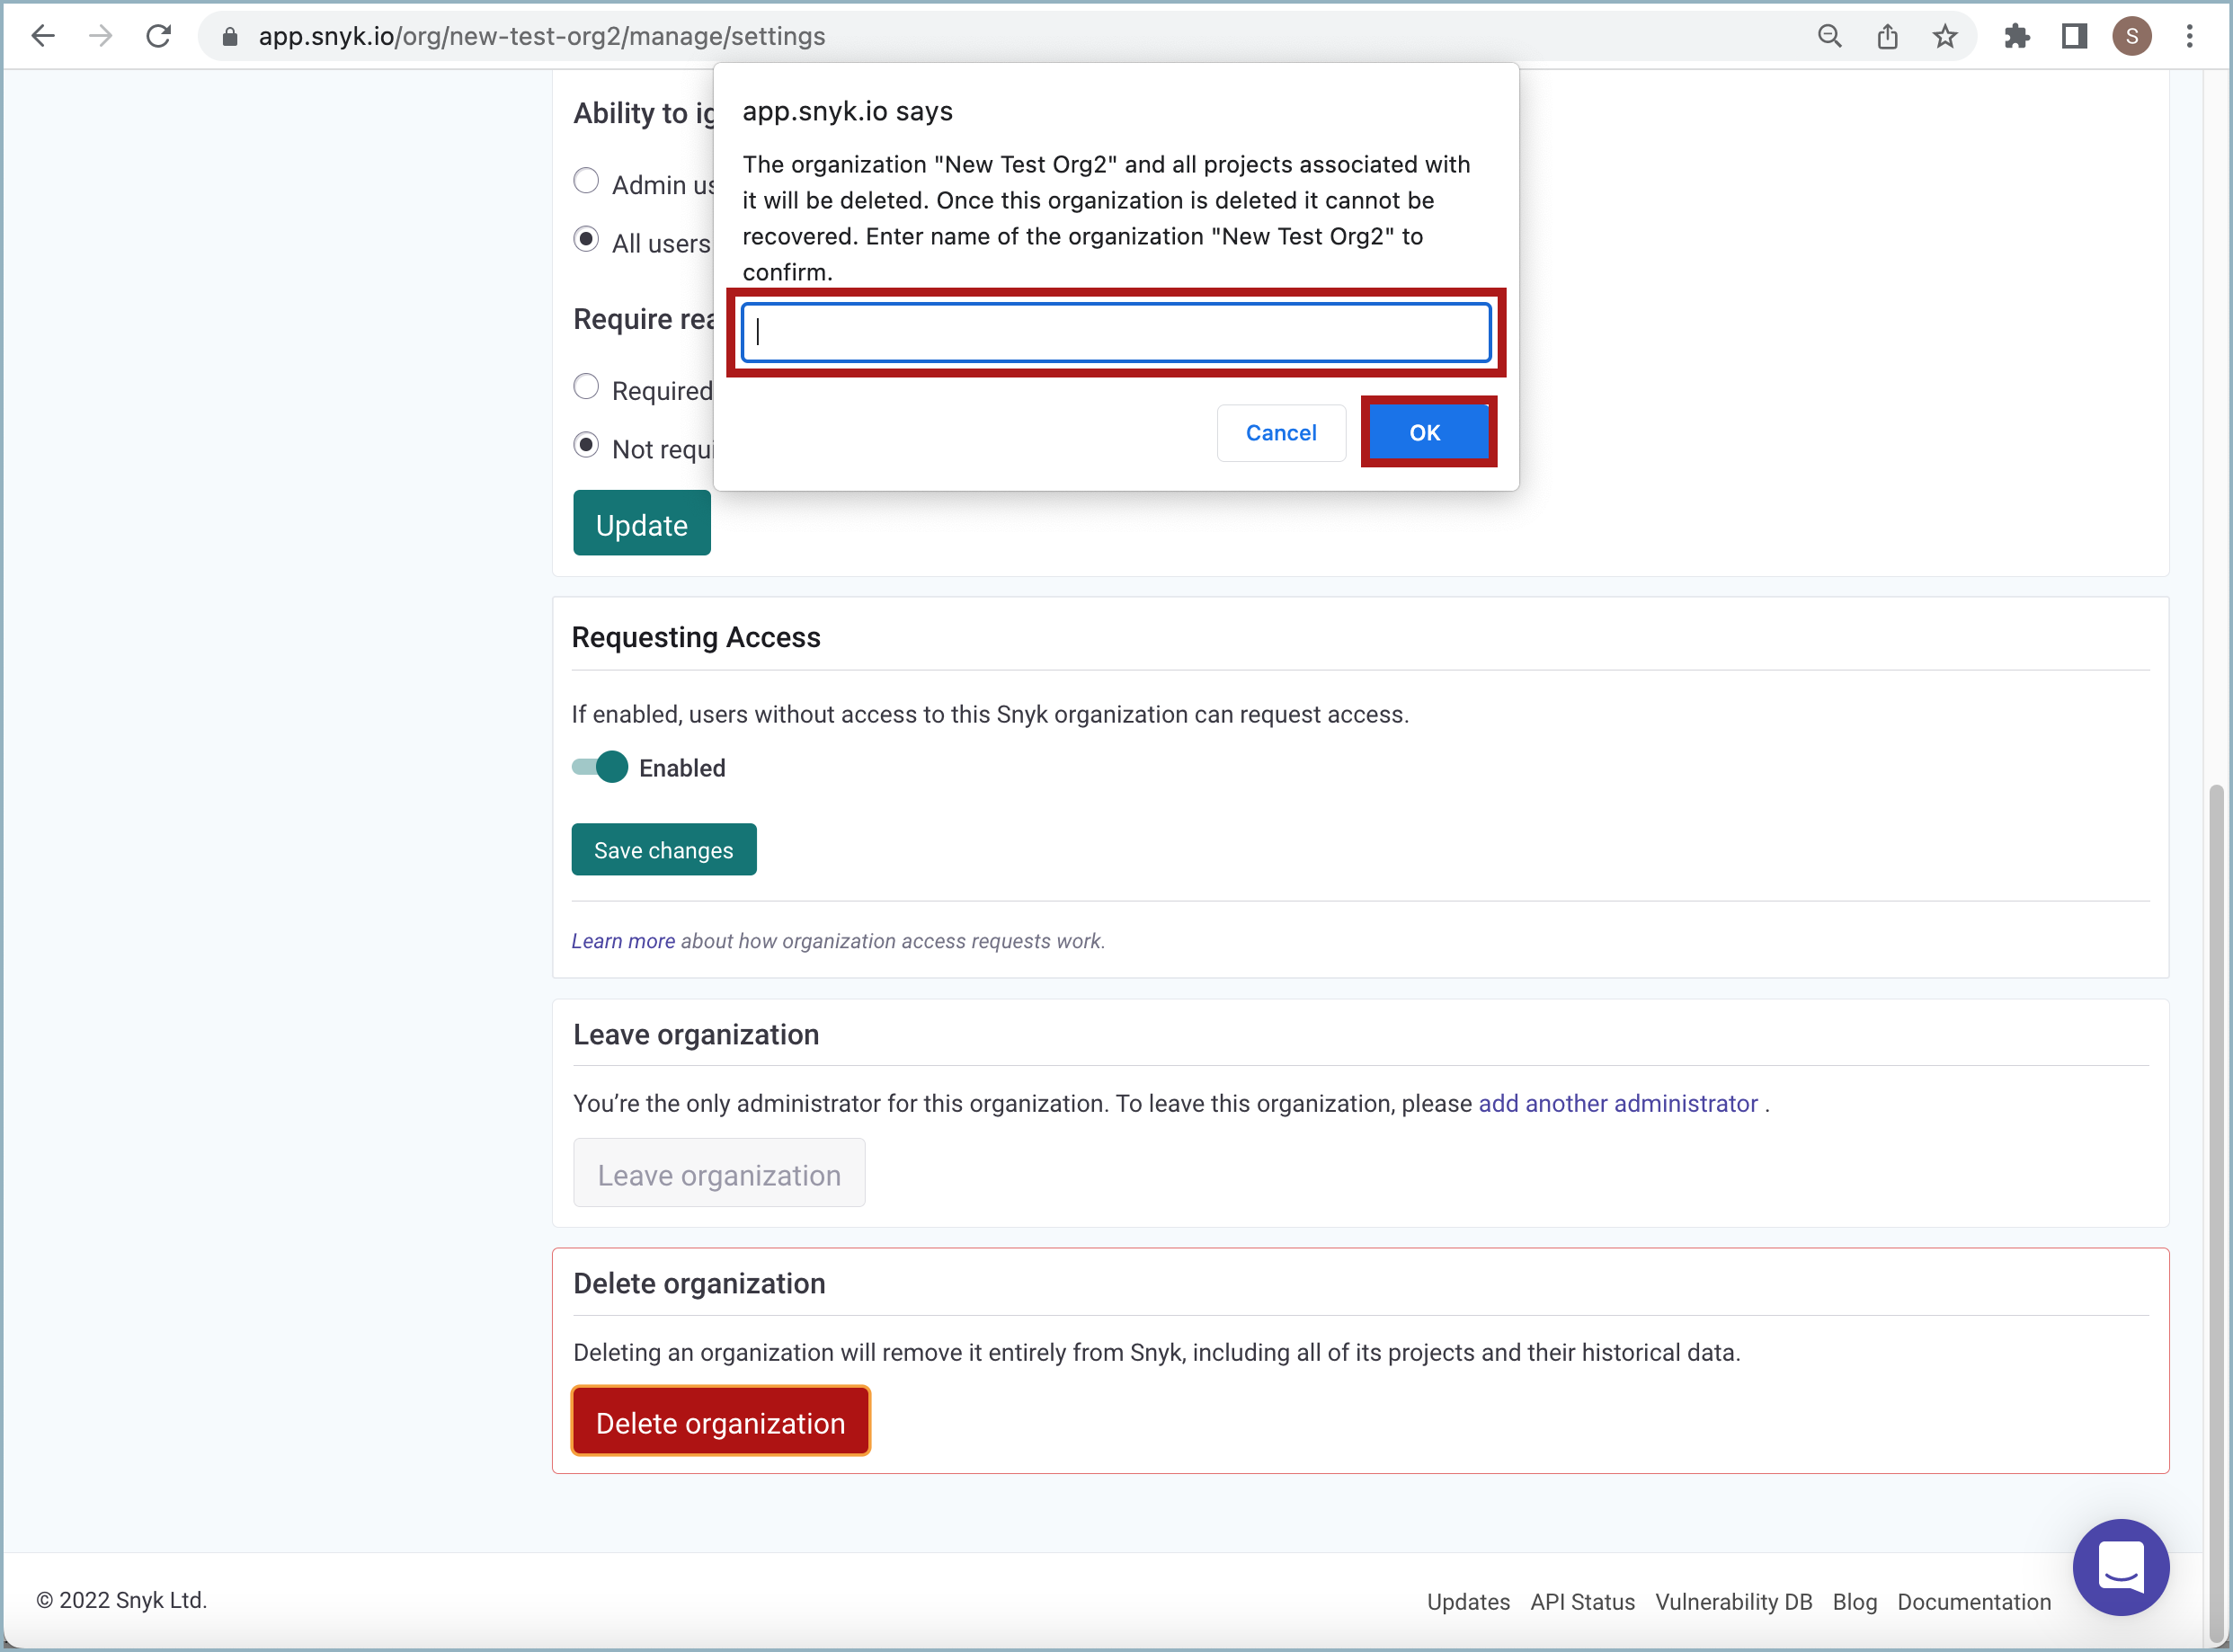 app.snyk.io/org/new-test-org2/manage/settings
S
app.snyk.io says
The organization "New Test Org2" and all projects associated with
it will be deleted. Once this organization is deleted it cannot be
recovered. Enter name of the organization "New Test Org2" to
confirm.
Cancel
OK
Ability to ig
Admin us
All users
Require rea
Required
Not requi
Update
Requesting Access
If enabled, users without access to this Snyk organization can request access.
Enabled
Save changes
Learn more about how organization access requests work.
Leave organization
You’re the only administrator for this organization. To leave this organization, please add another administrator .
Leave organization
Delete organization
Deleting an organization will remove it entirely from Snyk, including all of its projects and their historical data.
Delete organization
© 2022 Snyk Ltd.
Updates API Status Vulnerability DB Blog Documentation